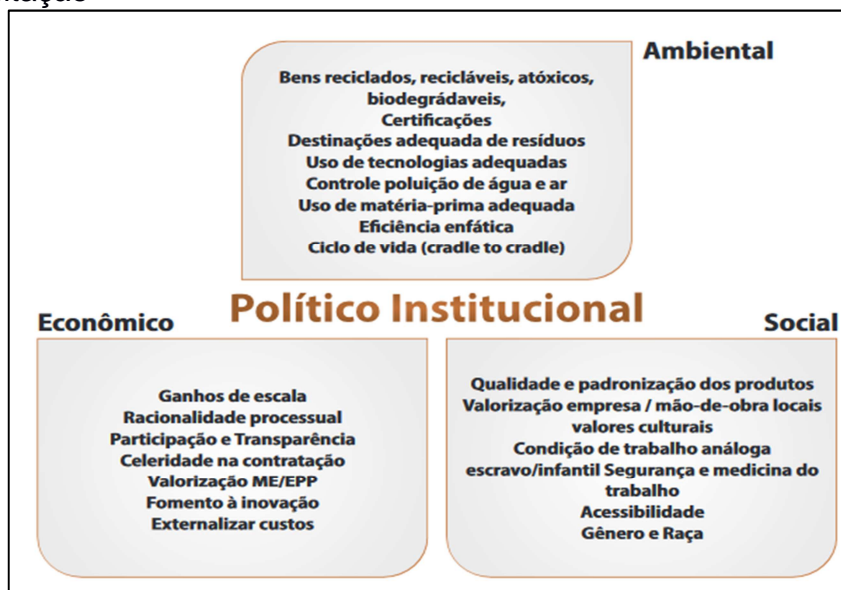 Ambiental
Bens reciclados, recicláveis, atóxicos,
biodegrádaveis,
Certificações
Destinações adequada de resíduos
Uso de tecnologias adequadas
Controle poluição de água e ar
Uso de matéria-prima adequada
Eficiência enfática
Ciclo de vida (cradle to cradle)
Político Institucional
Econômico
Ganhos de escala
Racionalidade processual
Participação e Transparência
Celeridade na contratação
Valorização ME/EPP
Fomento à inovação
Externalizar custos
Social
Qualidade e padronização dos produtos
Valorização empresa / mão-de-obra locais
valores culturais
Condição de trabalho análoga
escravo/infantil Segurança e medicina do
trabalho
Acessibilidade
Gênero e Raça